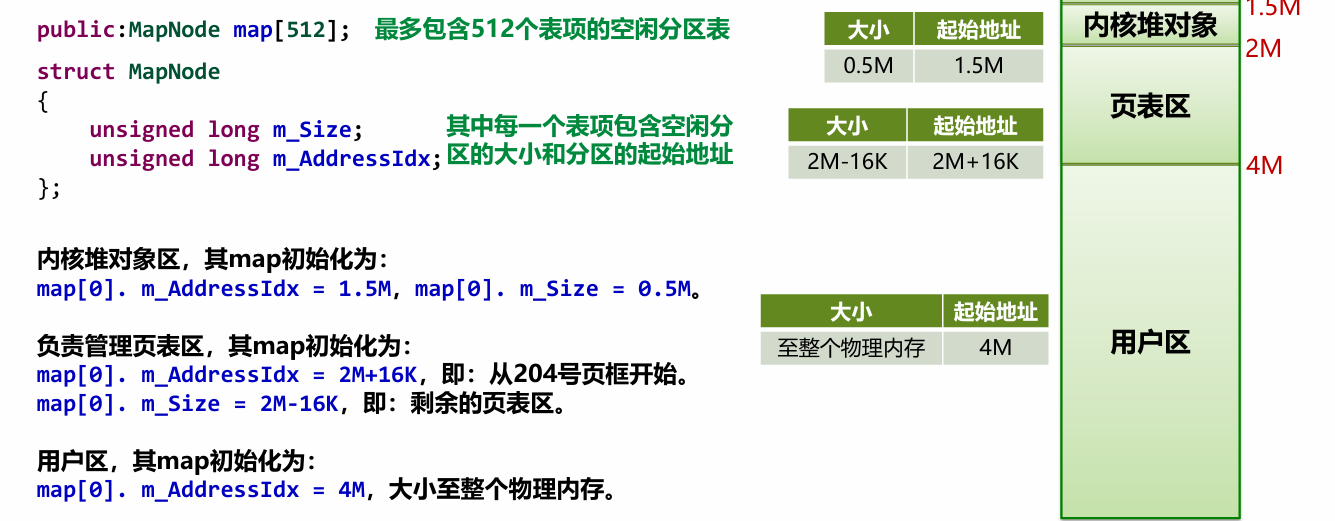 public:MapNode map[512]; 最多包含512个表项的空闲分区表
struct MapNode
{
unsigned long m_Size;
unsigned long m_AddressIdx;
};
其中每一个表项包含空闲分
区的大小和分区的起始地址
内核堆对象区，其map初始化为：
map[0]. m_AddressIdx = 1.5M，map[0]. m_Size = 0.5M。
负责管理页表区，其map初始化为：
map[0]. m_AddressIdx = 2M+16K，即：从204号页框开始。
map[0]. m_Size = 2M-16K，即：剩余的页表区。
用户区，其map初始化为：
map[0]. m_AddressIdx = 4M，大小至整个物理内存。
大小 起始地址
0.5M 1.5M
大小 起始地址
2M-16K 2M+16K
大小 起始地址
至整个物理内存 4M
1.5M
内核堆对象
2M
页表区
4M
用户区